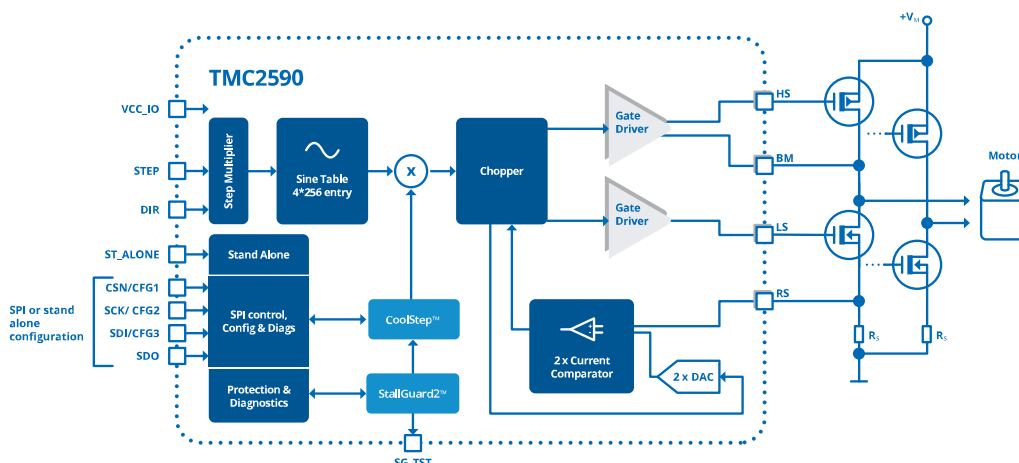 +VM
TMC2590
HS
VCC_IO
Gate
Driver
Step Multiplier
Sine Table
4*256 entry
X
Chopper
BM
Motor
STEP
DIR
Gate
Driver
LS
ST_ALONE
Stand Alone
CSN/CFG1
SCK/ CFG2
SDI/CFG3
SDO
SPI or stand
alone
configuration
SPI control,
Config & Diags
CoolStep™
RS
2 x Current
Comparator
2 x DAC
RS
RS
Protection &
Diagnostics
StallGuard2™
SG_TST